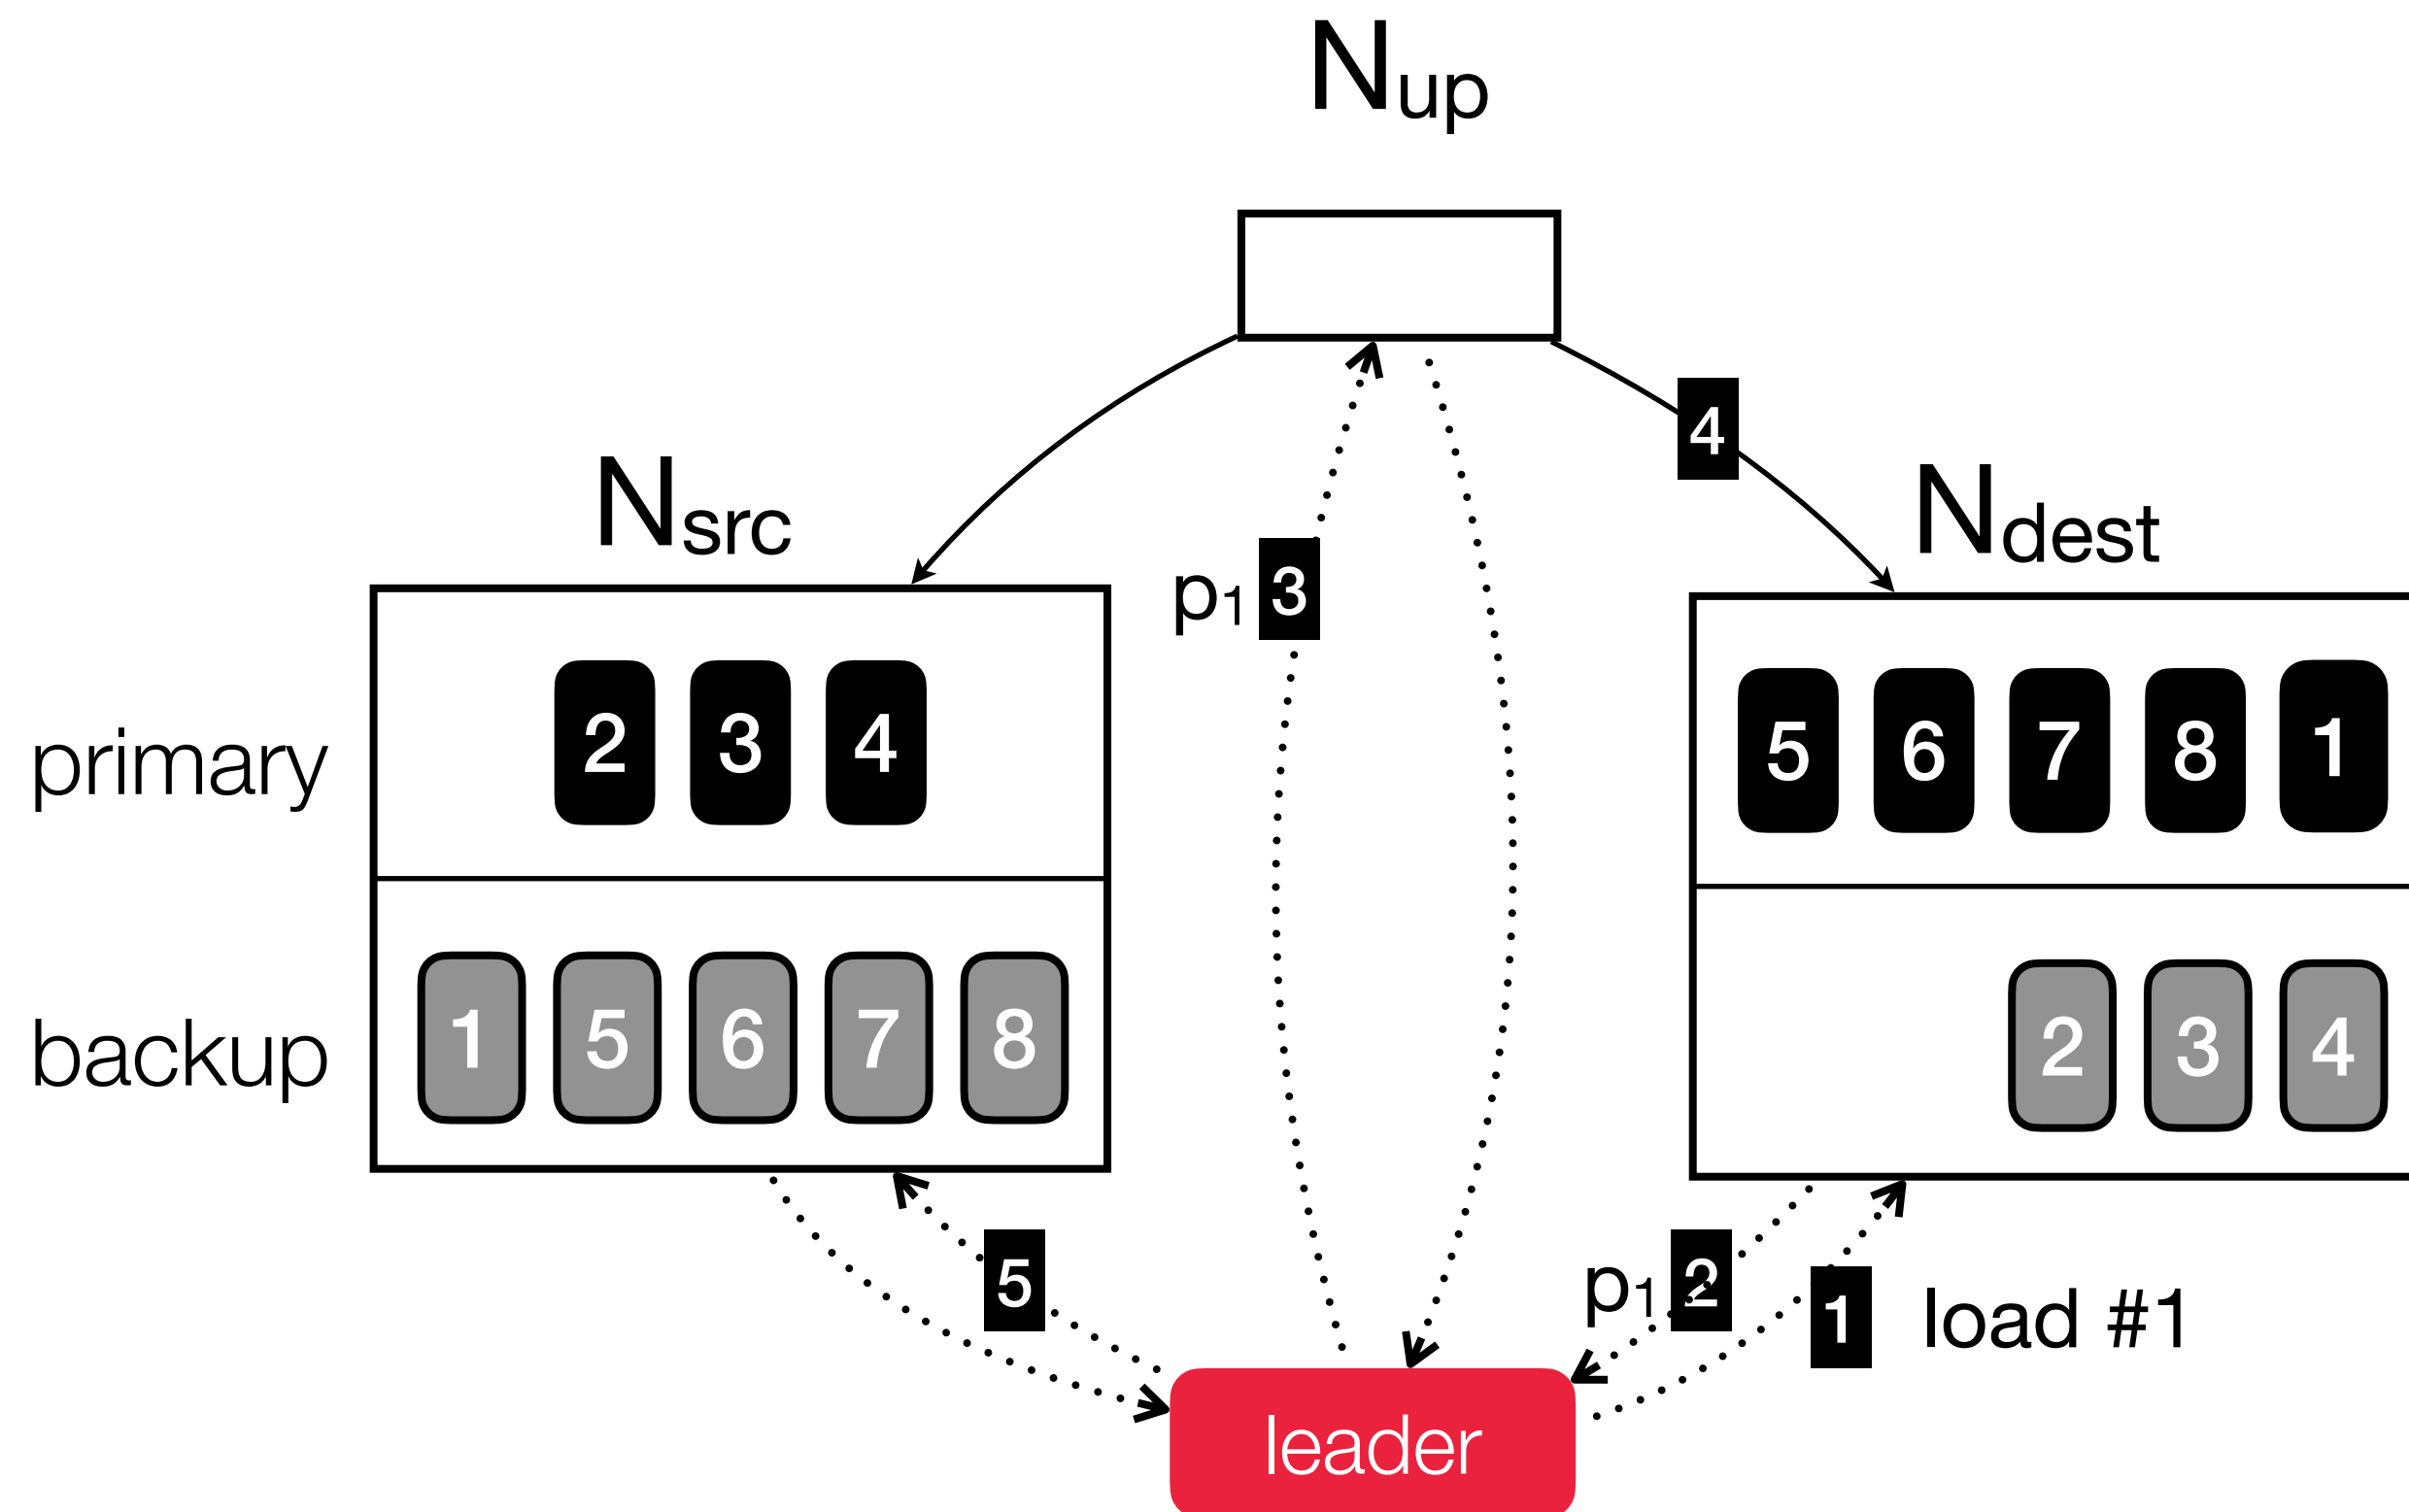 Nup
4
Nsrc
Ndest
p1 3
primary
2 3 4
5 6 7 8 1
backup
1 5 6 7 8
2 3 4
5
p1 2
1 load #1
leader